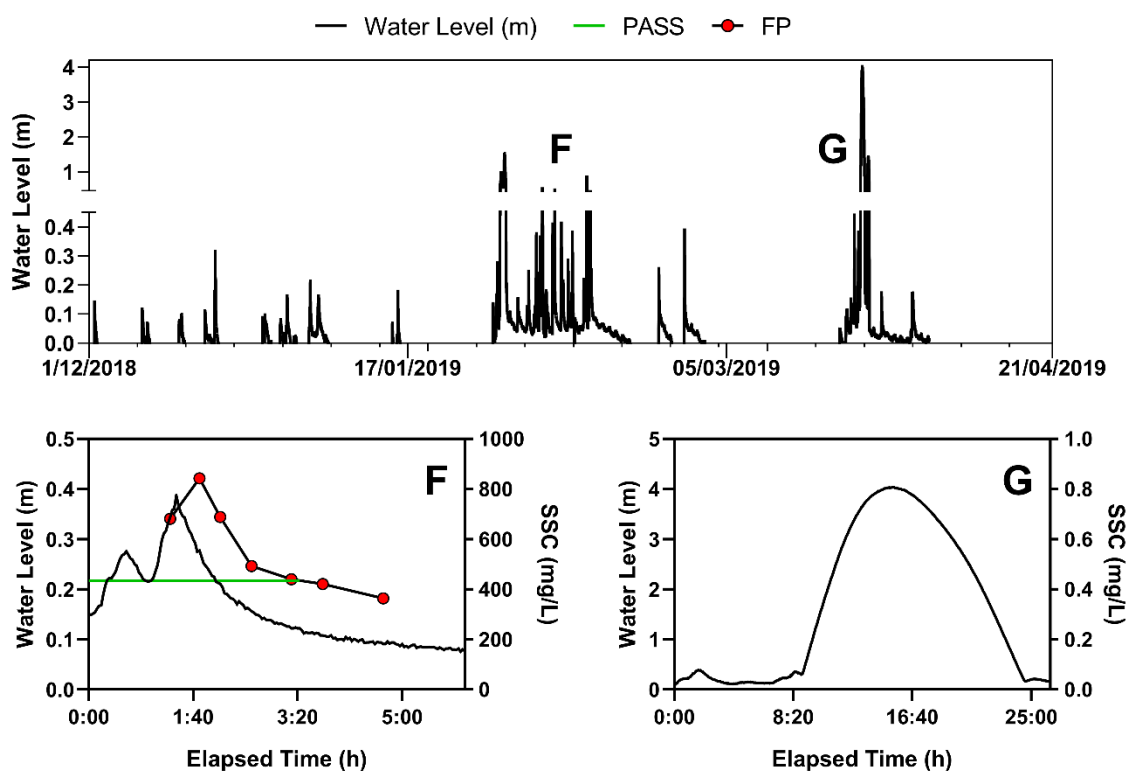 Water Level (m) PASS FP
Water Level (m)
4
3
2
1
0.4
0.3
0.2
0.1
0.0
F
G
1/12/2018 17/01/2019 05/03/2019 21/04/2019
Water Level (m)
0.5
0.4
0.3
0.2
0.1
0.0
F
1000
800
600
400
200
0
SSC (mg/L)
0:00 1:40 3:20 5:00
Elapsed Time (h)
Water Level (m)
5
4
3
2
1
0
G
1.0
0.8
0.6
0.4
0.2
0.0
SSC (mg/L)
0:00 8:20 16:40 25:00
Elapsed Time (h)